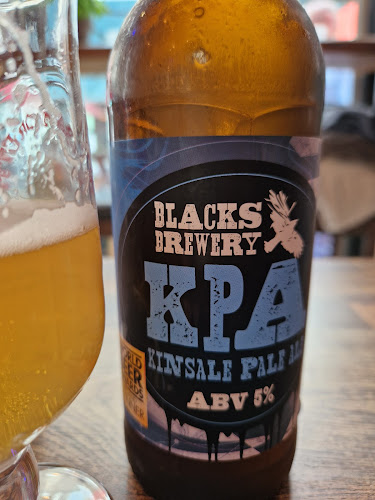 BLACKS
BREWERY
KPA
KINSALE PALE ALE
ABV 5%